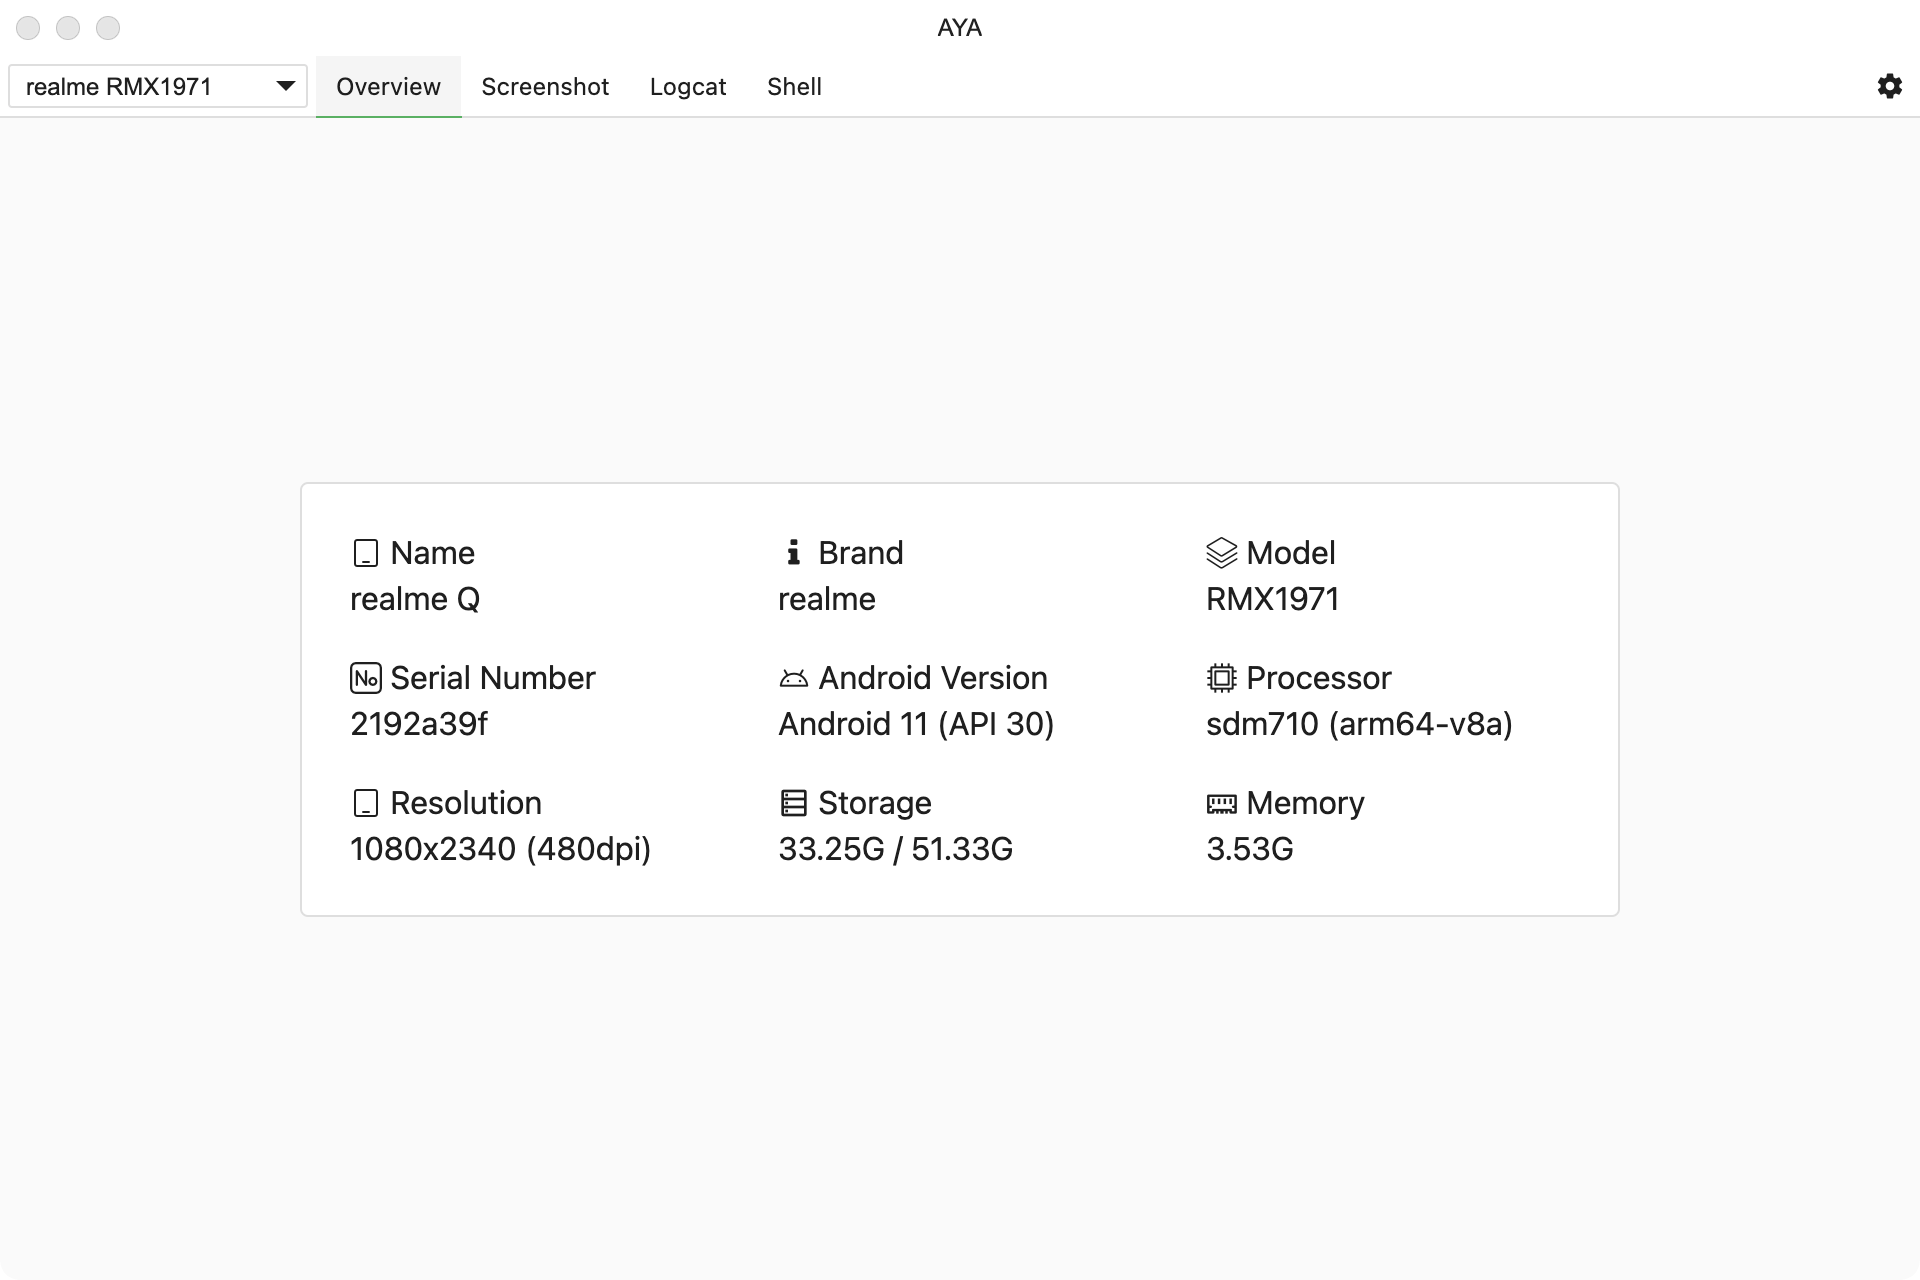 AYA
realme RMX1971
Overview
Screenshot
Logcat
Shell
Name
realme Q
Brand
realme
Model
RMX1971
No Serial Number
2192a39f
Android Version
Android 11 (API 30)
Processor
sdm710 (arm64-v8a)
Resolution
1080x2340 (480dpi)
Storage
33.25G / 51.33G
Memory
3.53G